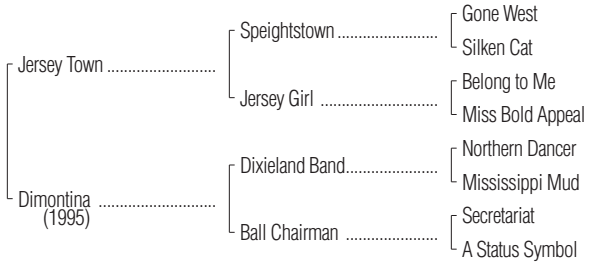 Gone West
Speightstown ....................
Silken Cat
Jersey Town ......................
Belong to Me
Jersey Girl .......................
Miss Bold Appeal
Northern Dancer
Dixieland Band..................
Mississippi Mud
Dimontina .......................
(1995)
Secretariat
Ball Chairman ..................
A Status Symbol